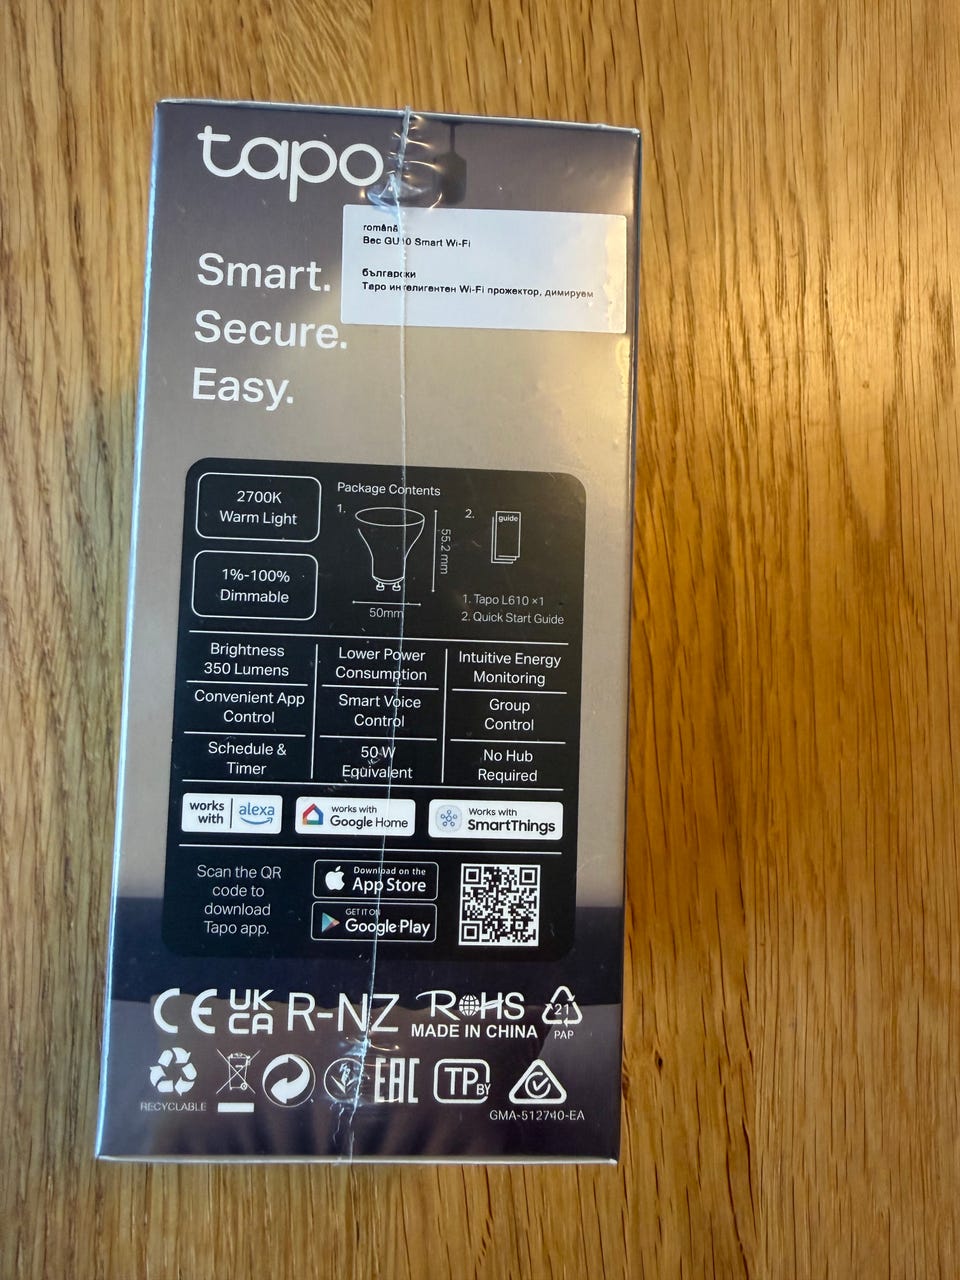 tapo
română
Bec GU10 Smart Wi-Fi
български
Tapo интелигентен Wi-Fi прожектор, димируем
Smart.
Secure.
Easy.
2700K
Warm Light
1%-100%
Dimmable
Package Contents
1.
55.2 mm
50mm
2.
guide
1. Tapo L610 ×1
2. Quick Start Guide
Brightness
350 Lumens
Lower Power
Consumption
Intuitive Energy
Monitoring
Convenient App
Control
Smart Voice
Control
Group
Control
Schedule &
Timer
50 W
Equivalent
No Hub
Required
works
with
alexa
works with
Google Home
Works with
SmartThings
Scan the QR
code to
download
Tapo app.
Download on the
App Store
GET IT ON
Google Play
CE UK
CA R-NZ RoHS
MADE IN CHINA
21
PAP
RECYCLABLE
EAC
TP BY
GMA-512740-EA